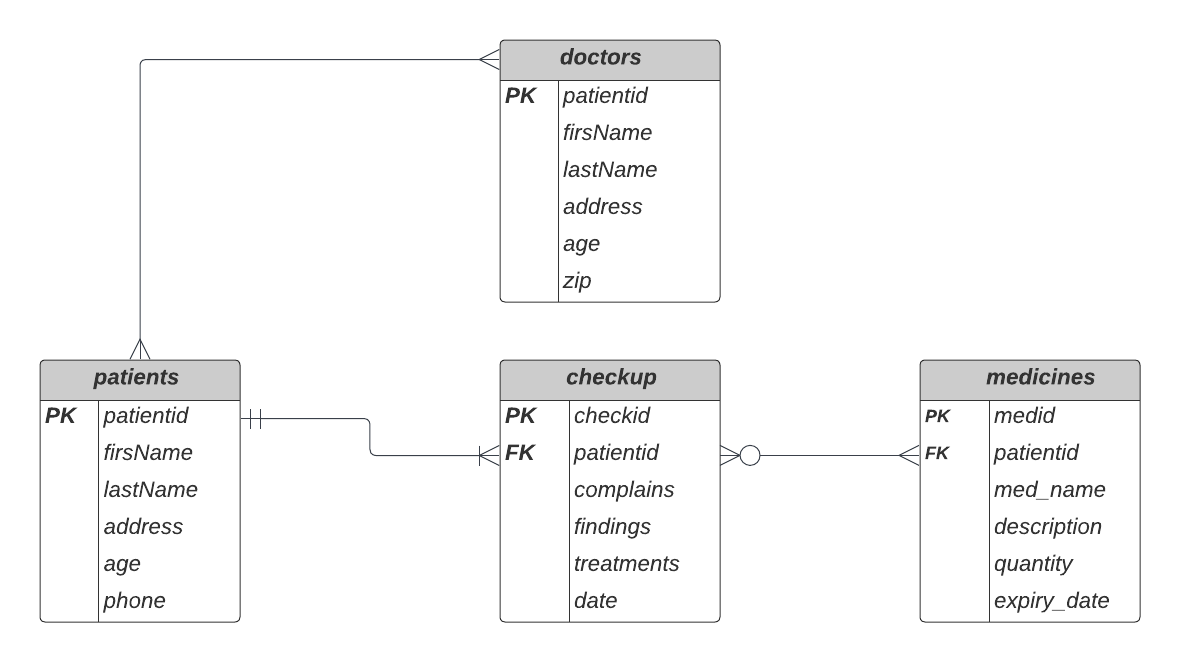 doctors
PK patientid
firsName
lastName
address
age
zip
patients
PK patientid
firsName
lastName
address
age
phone
checkup
PK checkid
FK patientid
complains
findings
treatments
date
medicines
PK medid
FK patientid
med_name
description
quantity
expiry_date